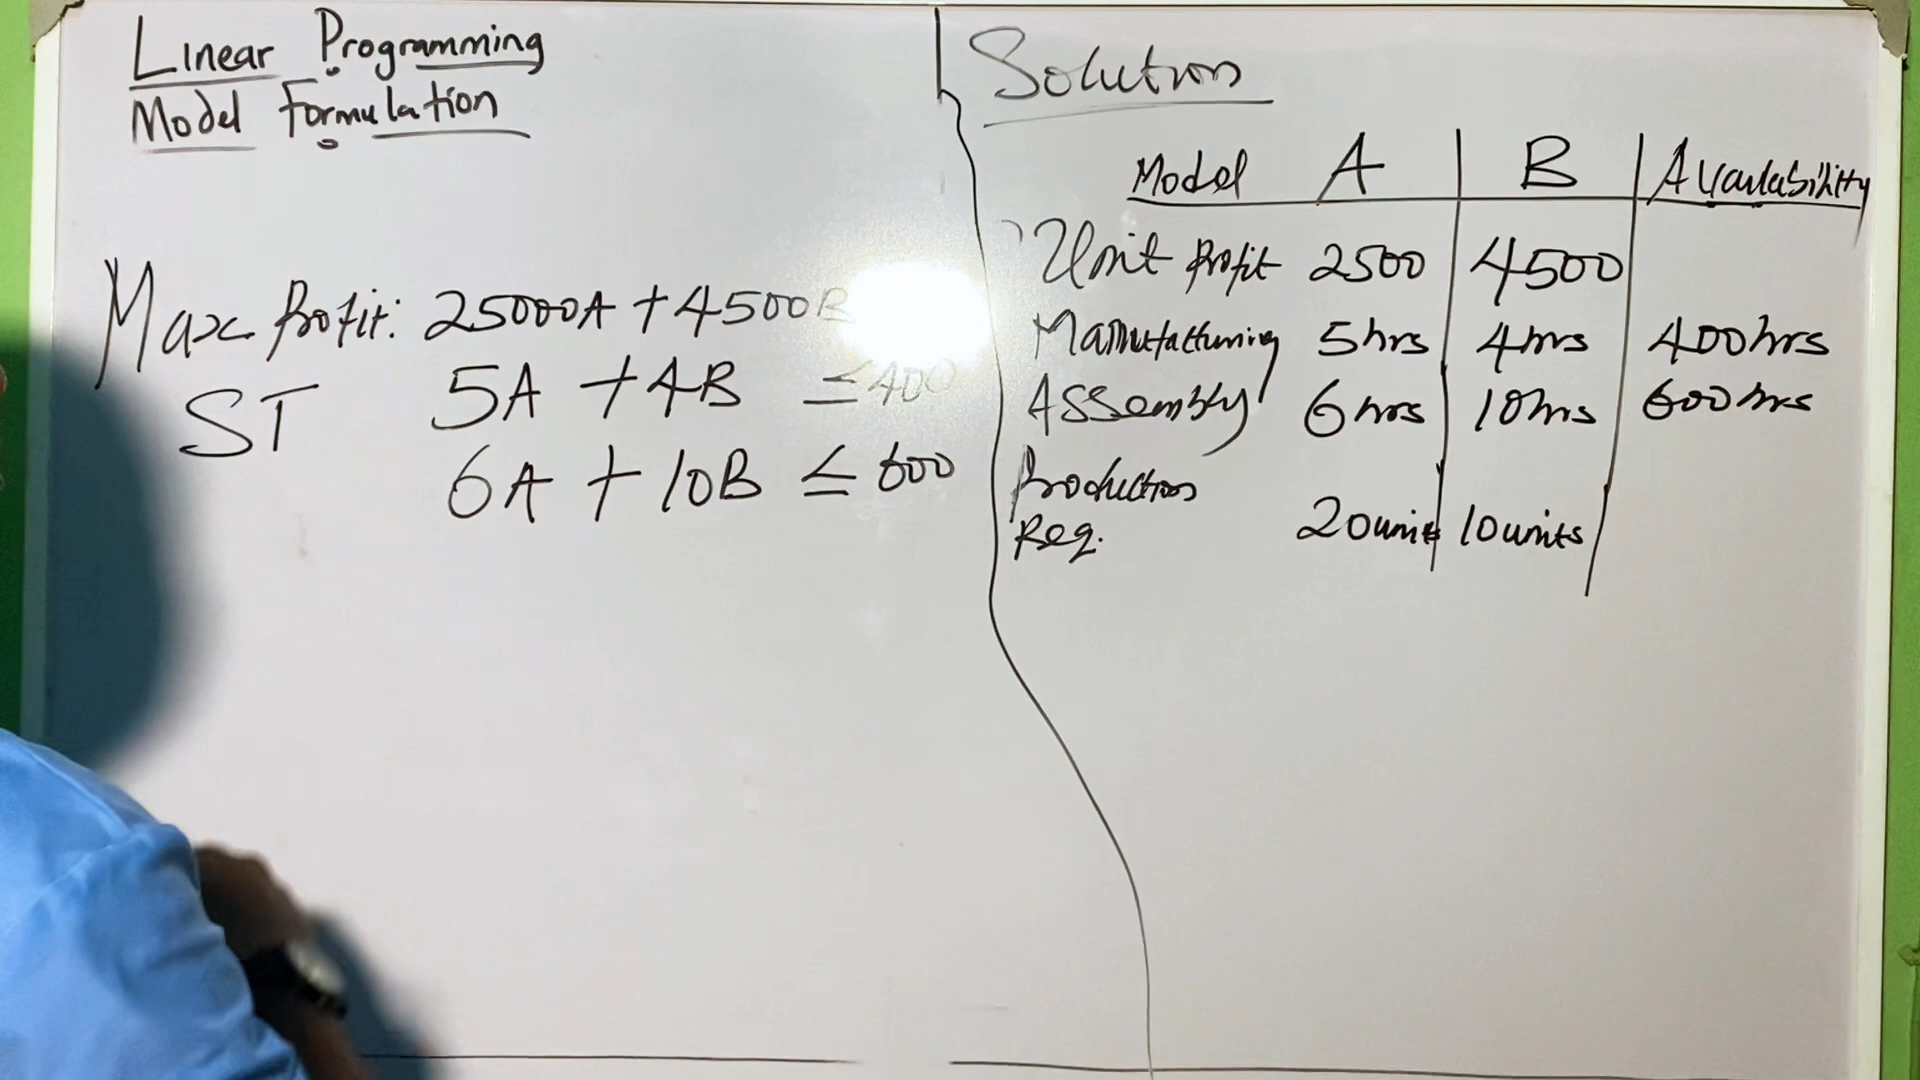 Linear Programming
Model Formulation
Max Profit: 25000A + 4500B
ST 5A + 4B ≤ 400
6A + 10B ≤ 600
Solution
Model A B Availability
Unit Profit 2500 4500
Manufacturing 5hrs 4hrs 400hrs
Assembly 6hrs 10hrs 600hrs
Production
Req. 20units 10units